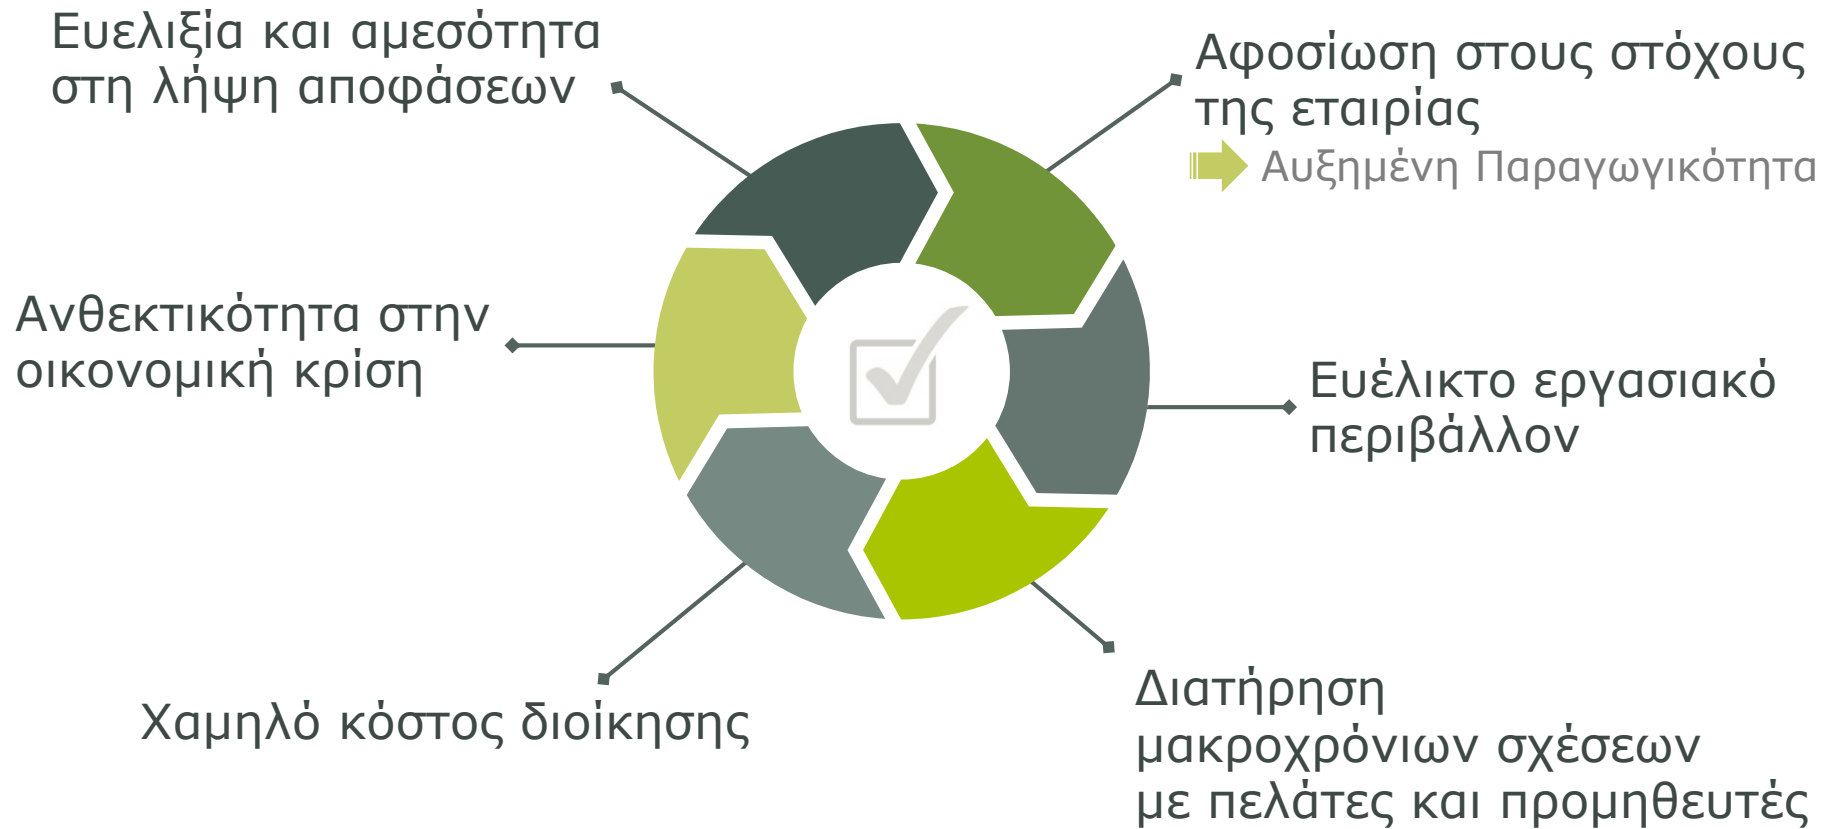 Ευελιξία και αμεσότητα
στη λήψη αποφάσεων
Αφοσίωση στους στόχους
της εταιρίας
Αυξημένη Παραγωγικότητα
Ανθεκτικότητα στην
οικονομική κρίση
Ευέλικτο εργασιακό
περιβάλλον
Χαμηλό κόστος διοίκησης
Διατήρηση
μακροχρόνιων σχέσεων
με πελάτες και προμηθευτές